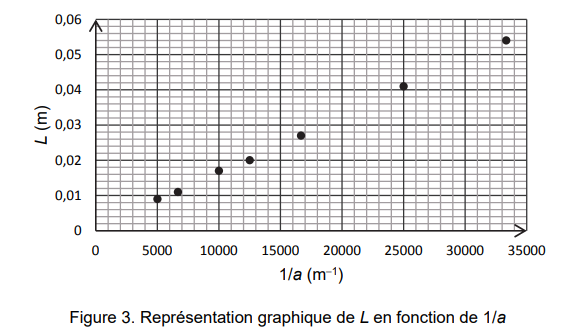 0,06
0,05
0,04
0,03
0,02
0,01
0
L (m)
0 5000 10000 15000 20000 25000 30000 35000
1/a (m⁻¹)
Figure 3. Représentation graphique de L en fonction de 1/a